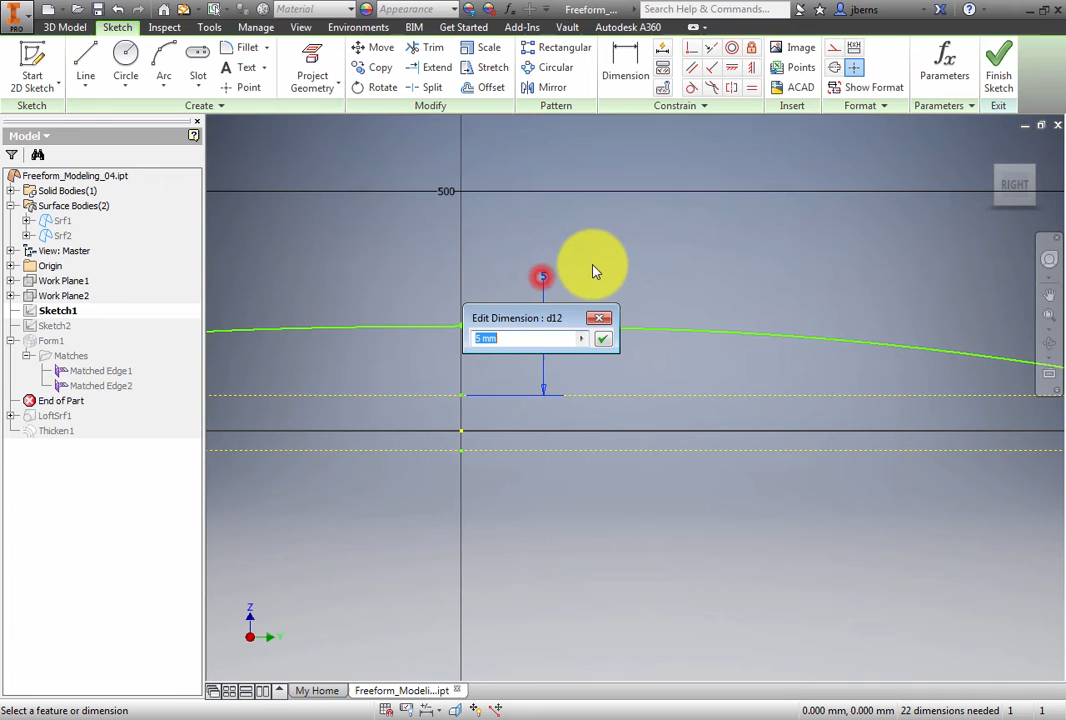 Material
Appearance
Freeform_...
Search Help & Commands...
jberns
PRO
3D Model Sketch Inspect Tools Manage View Environments BIM Get Started Add-Ins Vault Autodesk A360
Start 2D Sketch
Line Circle Arc Slot
Fillet
Text
Point
Project Geometry
Move Trim Scale
Copy Extend Stretch
Rotate Split Offset
Rectangular
Circular
Mirror
Dimension
Image
Points
ACAD
Show Format
Parameters
Finish Sketch
Sketch Create Modify Pattern Constrain Insert Format Parameters Exit
Model
Freeform_Modeling_04.ipt
Solid Bodies(1)
Surface Bodies(2)
Srf1
Srf2
View: Master
Origin
Work Plane1
Work Plane2
Sketch1
Sketch2
Form1
Matches
Matched Edge1
Matched Edge2
End of Part
LoftSrf1
Thicken1
500
RIGHT
5
Edit Dimension : d12
5 mm
Z
Y
My Home
Freeform_Modeli...ipt
Select a feature or dimension
0.000 mm, 0.000 mm 22 dimensions needed 1 1